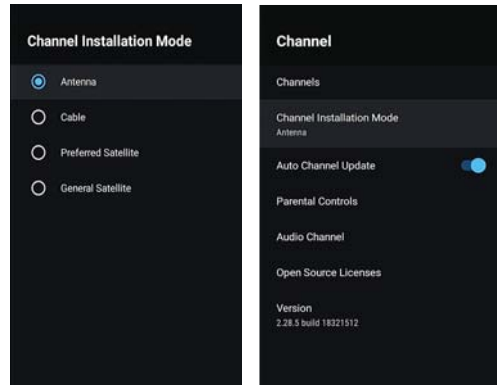 Channel Installation Mode
Antenna
Cable
Preferred Satellite
General Satellite
Channel
Channels
Channel Installation Mode
Antenna
Auto Channel Update
Parental Controls
Audio Channel
Open Source Licenses
Version
2.28.5 build 18321512